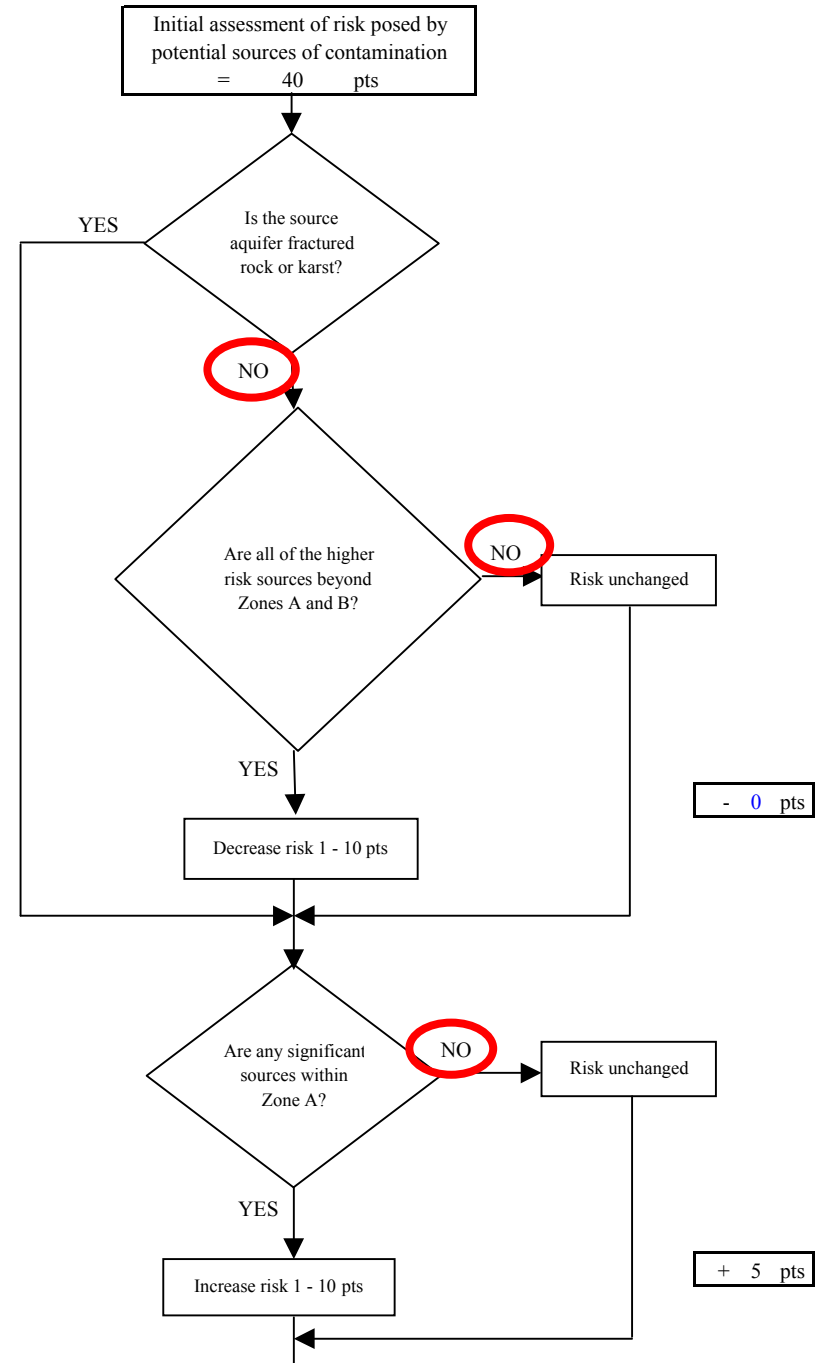 Initial assessment of risk posed by
potential sources of contamination
= 40 pts
YES
Is the source
aquifer fractured
rock or karst?
NO
Are all of the higher
risk sources beyond
Zones A and B?
NO
Risk unchanged
YES
- 0 pts
Decrease risk 1 - 10 pts
Are any significant
sources within
Zone A?
NO
Risk unchanged
YES
+ 5 pts
Increase risk 1 - 10 pts